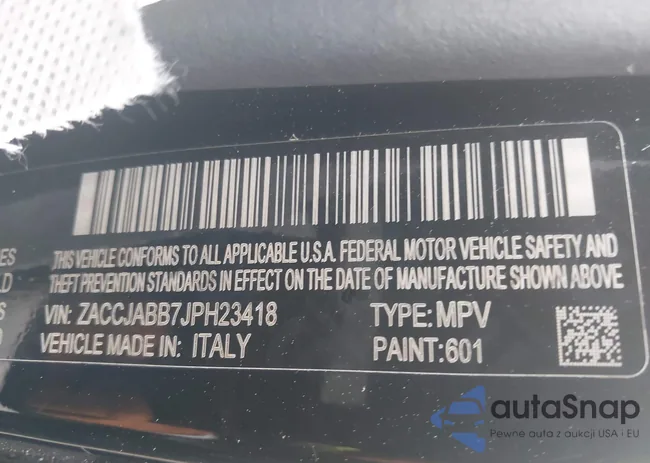 ES
THIS VEHICLE CONFORMS TO ALL APPLICABLE U.S.A. FEDERAL MOTOR VEHICLE SAFETY AND
LD
THEFT PREVENTION STANDARDS IN EFFECT ON THE DATE OF MANUFACTURE SHOWN ABOVE
S
VIN: ZACCJABB7JPH23418 TYPE: MPV
VEHICLE MADE IN: ITALY PAINT:601
autaSnap
Pewne auta z aukcji USA i EU